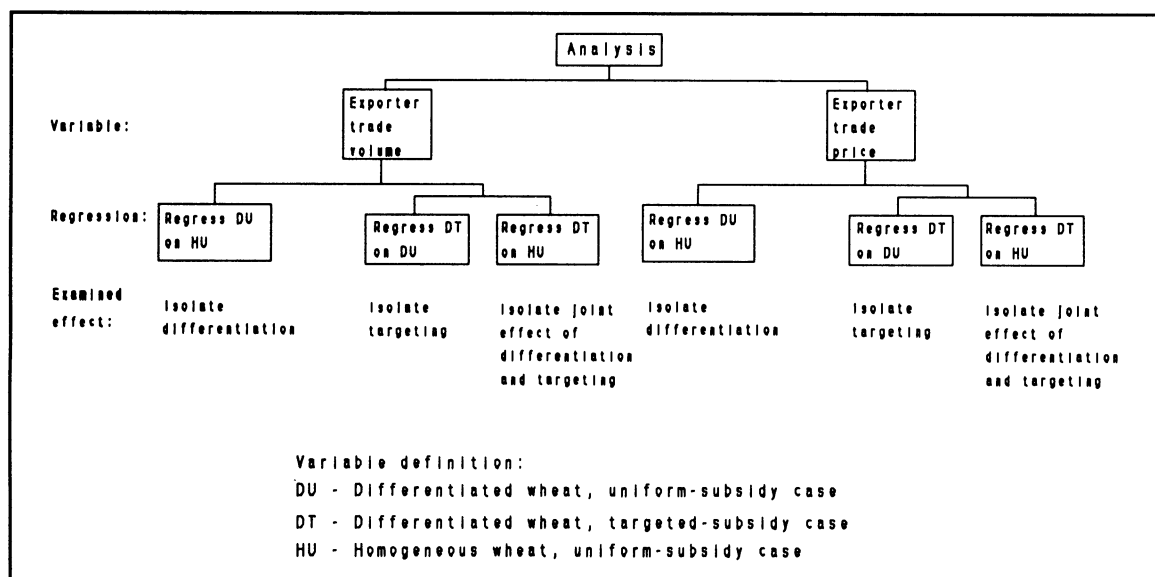 Analysis
Variable:
Exporter
trade
volume
Exporter
trade
price
Regression:
Regress DU
on HU
Regress DT
on DU
Regress DT
on HU
Regress DU
on HU
Regress DT
on DU
Regress DT
on HU
Examined
effect:
Isolate
differentiation
Isolate
targeting
Isolate joint
effect of
differentiation
and targeting
Isolate
differentiation
Isolate
targeting
Isolate joint
effect of
differentiation
and targeting
Variable definition:
DU - Differentiated wheat, uniform-subsidy case
DT - Differentiated wheat, targeted-subsidy case
HU - Homogeneous wheat, uniform-subsidy case